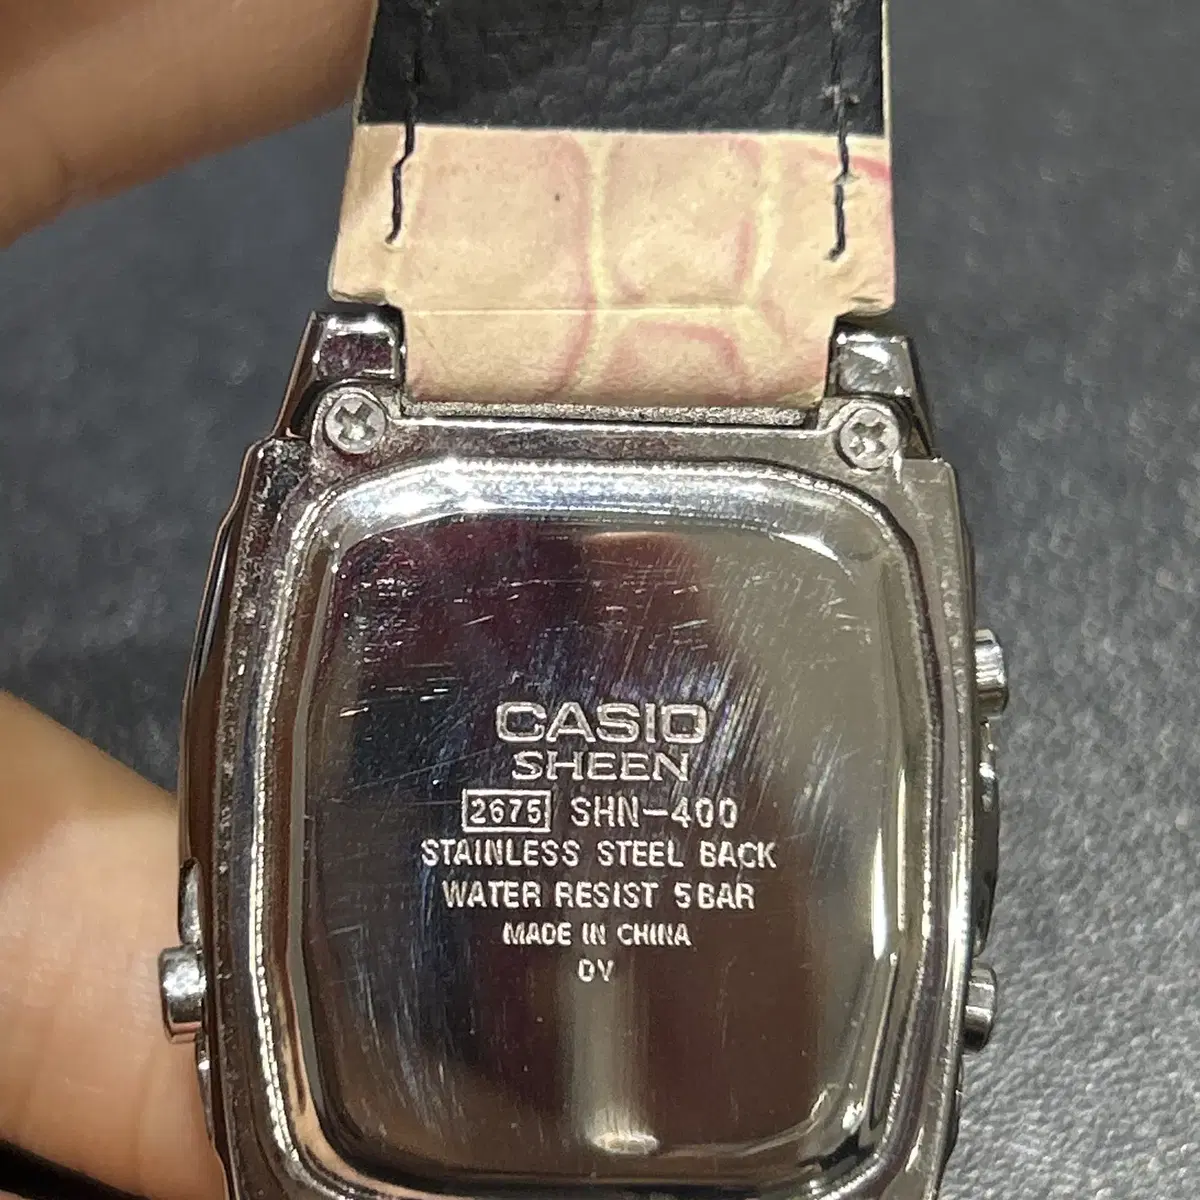 CASIO
SHEEN
2675 SHN-400
STAINLESS STEEL BACK
WATER RESIST 5BAR
MADE IN CHINA
DV